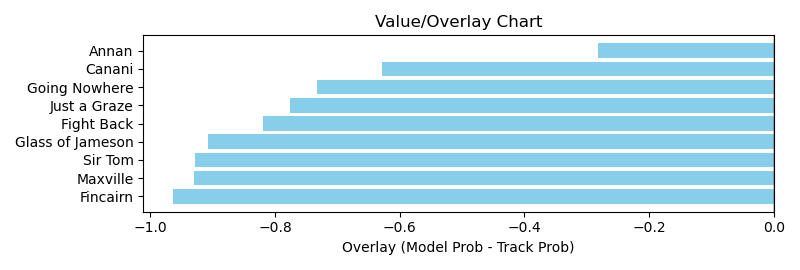 Value/Overlay Chart
Annan
Canani
Going Nowhere
Just a Graze
Fight Back
Glass of Jameson
Sir Tom
Maxville
Fincairn
−1.0 −0.8 −0.6 −0.4 −0.2 0.0
Overlay (Model Prob - Track Prob)